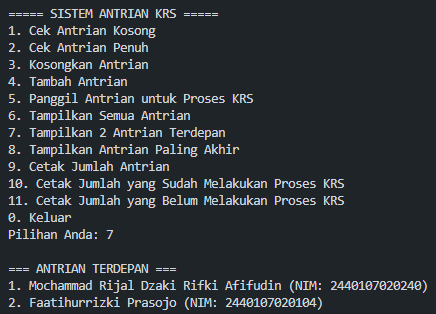 ===== SISTEM ANTRIAN KRS =====
1. Cek Antrian Kosong
2. Cek Antrian Penuh
3. Kosongkan Antrian
4. Tambah Antrian
5. Panggil Antrian untuk Proses KRS
6. Tampilkan Semua Antrian
7. Tampilkan 2 Antrian Terdepan
8. Tampilkan Antrian Paling Akhir
9. Cetak Jumlah Antrian
10. Cetak Jumlah yang Sudah Melakukan Proses KRS
11. Cetak Jumlah yang Belum Melakukan Proses KRS
0. Keluar
Pilihan Anda: 7

=== ANTRIAN TERDEPAN ===
1. Mochammad Rijal Dzaki Rifki Afifudin (NIM: 2440107020240)
2. Faatihurrizki Prasojo (NIM: 2440107020104)